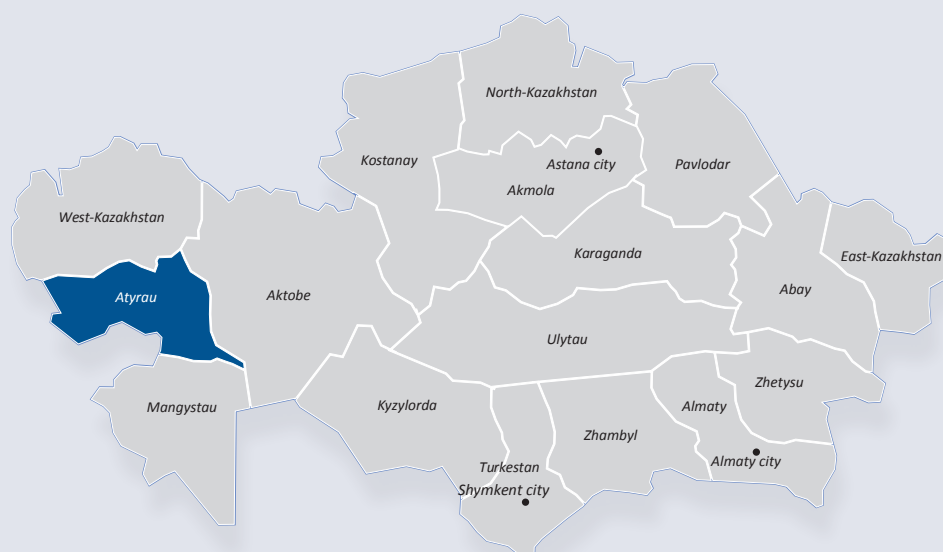 North-Kazakhstan
Kostanay
Astana city
Pavlodar
Akmola
West-Kazakhstan
Karaganda
East-Kazakhstan
Atyrau
Aktobe
Abay
Ulytau
Zhetysu
Mangystau
Kyzylorda
Almaty
Zhambyl
Almaty city
Turkestan
Shymkent city